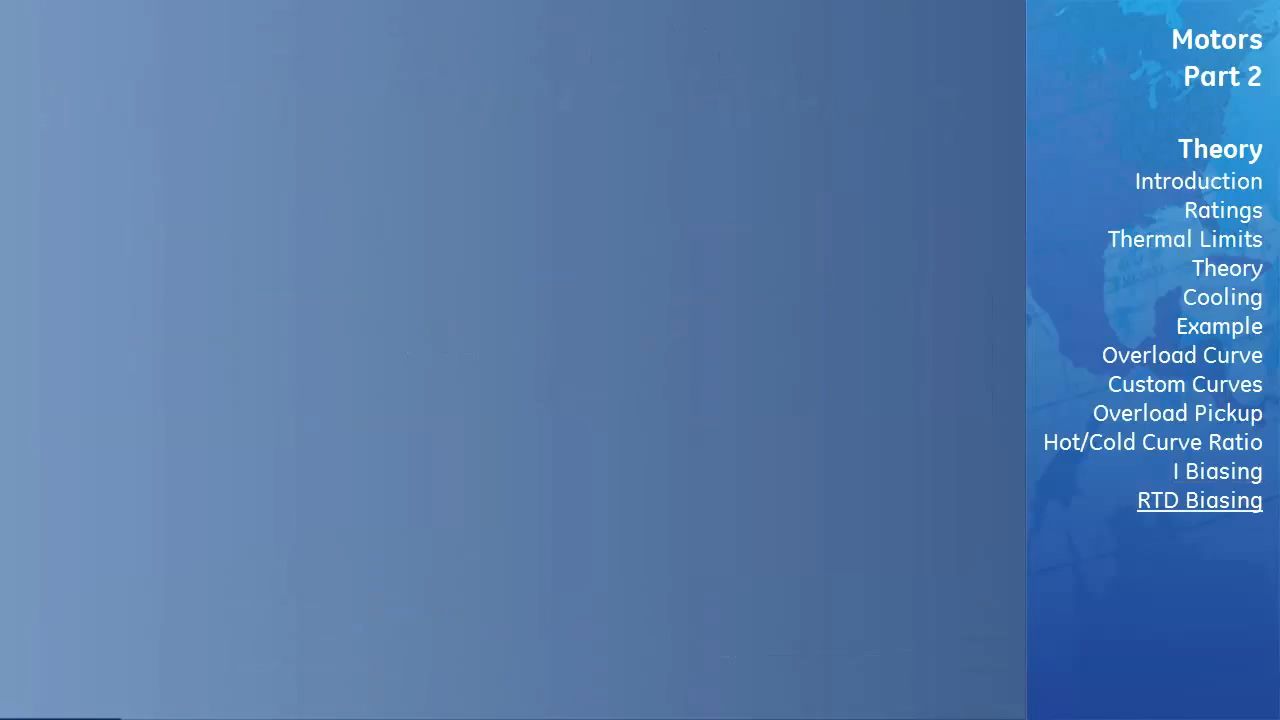 Motors
Part 2
Theory
Introduction
Ratings
Thermal Limits
Theory
Cooling
Example
Overload Curve
Custom Curves
Overload Pickup
Hot/Cold Curve Ratio
I Biasing
RTD Biasing